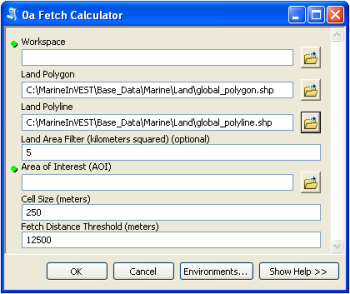 0a Fetch Calculator
Workspace
Land Polygon
C:\MarineInVEST\Base_Data\Marine\Land\global_polygon.shp
Land Polyline
C:\MarineInVEST\Base_Data\Marine\Land\global_polyline.shp
Land Area Filter (kilometers squared) (optional)
5
Area of Interest (AOI)
Cell Size (meters)
250
Fetch Distance Threshold (meters)
12500
OK Cancel Environments... Show Help >>